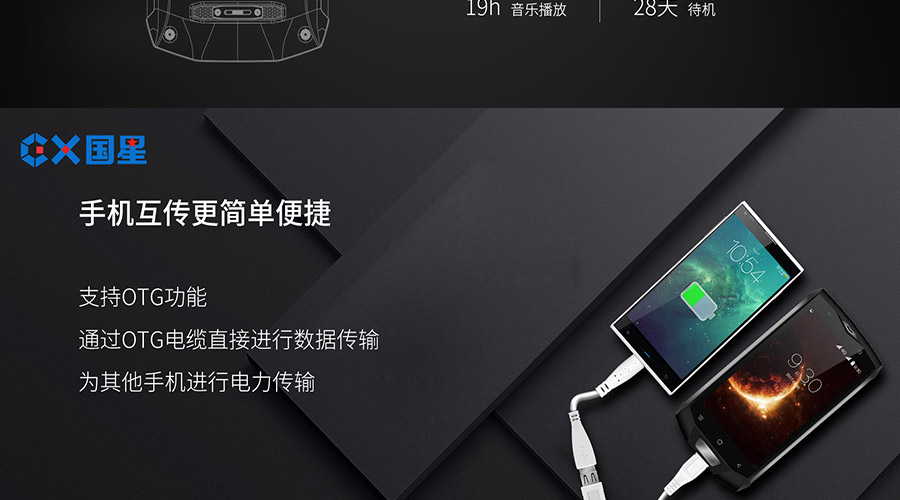 19h 音乐播放
28天 待机
国星
手机互传更简单便捷
支持OTG功能
通过OTG电缆直接进行数据传输
为其他手机进行电力传输
10:54
9:30